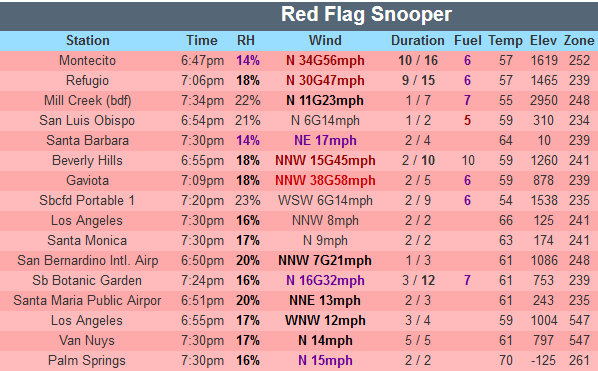 Red Flag Snooper
Station Time RH Wind Duration Fuel Temp Elev Zone
Montecito 6:47pm 14% N 34G56mph 10 / 16 6 57 1619 252
Refugio 7:06pm 18% N 30G47mph 9 / 15 6 57 1465 239
Mill Creek (bdf) 7:34pm 22% N 11G23mph 1 / 7 7 55 2950 248
San Luis Obispo 6:54pm 21% N 6G14mph 1 / 2 5 59 310 234
Santa Barbara 7:30pm 14% NE 17mph 2 / 4 64 10 239
Beverly Hills 6:55pm 18% NNW 15G45mph 2 / 10 10 59 1260 241
Gaviota 7:09pm 18% NNW 38G58mph 2 / 5 6 59 878 239
Sbcfd Portable 1 7:20pm 23% WSW 6G14mph 2 / 9 6 54 1538 235
Los Angeles 7:30pm 16% NNW 8mph 2 / 2 66 125 241
Santa Monica 7:30pm 17% N 9mph 2 / 2 63 174 241
San Bernardino Intl. Airp 6:50pm 20% NNW 7G21mph 1 / 3 61 1086 248
Sb Botanic Garden 7:24pm 16% N 16G32mph 3 / 12 7 61 753 239
Santa Maria Public Airpor 6:51pm 20% NNE 13mph 2 / 3 61 243 235
Los Angeles 6:55pm 17% WNW 12mph 3 / 4 59 1004 547
Van Nuys 7:30pm 17% N 14mph 5 / 5 61 797 547
Palm Springs 7:30pm 16% N 15mph 2 / 2 70 -125 261